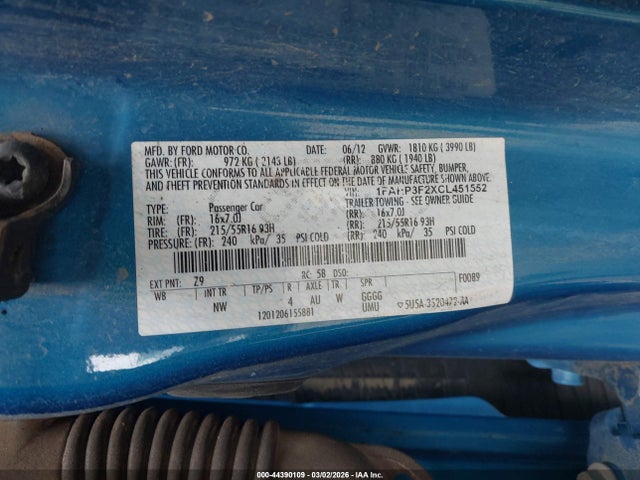 MFD. BY FORD MOTOR CO. DATE: 06/12 GVWR: 1810 KG ( 3990 LB)
GAWR: (FR): 972 KG ( 2143 LB) (RR): 880 KG ( 1940 LB)
THIS VEHICLE CONFORMS TO ALL APPLICABLE FEDERAL MOTOR VEHICLE SAFETY, BUMPER,
AND THEFT PREVENTION STANDARDS IN EFFECT ON THE DATE OF MANUFACTURE SHOWN ABOVE.
VIN: 1FAHP3F2XCL451552
TYPE: Passenger Car TRAILER TOWING - SEE OWNER GUIDE
RIM: (FR): 16x7.0J (RR): 16x7.0J
TIRE: (FR): 215/55R16 93H (RR): 215/55R16 93H
PRESSURE: (FR): 240 kPa/ 35 PSI COLD (RR): 240 kPa/ 35 PSI COLD
EXT PNT: Z9 RC: 58 DSO: F0089
WB INT TR TP/PS R AXLE TR SPR
NW 4 AU W GGGG
UMU
1201206155881 5U5A-3520472-AA
000-44390109 - 03/02/2026 - IAA Inc.